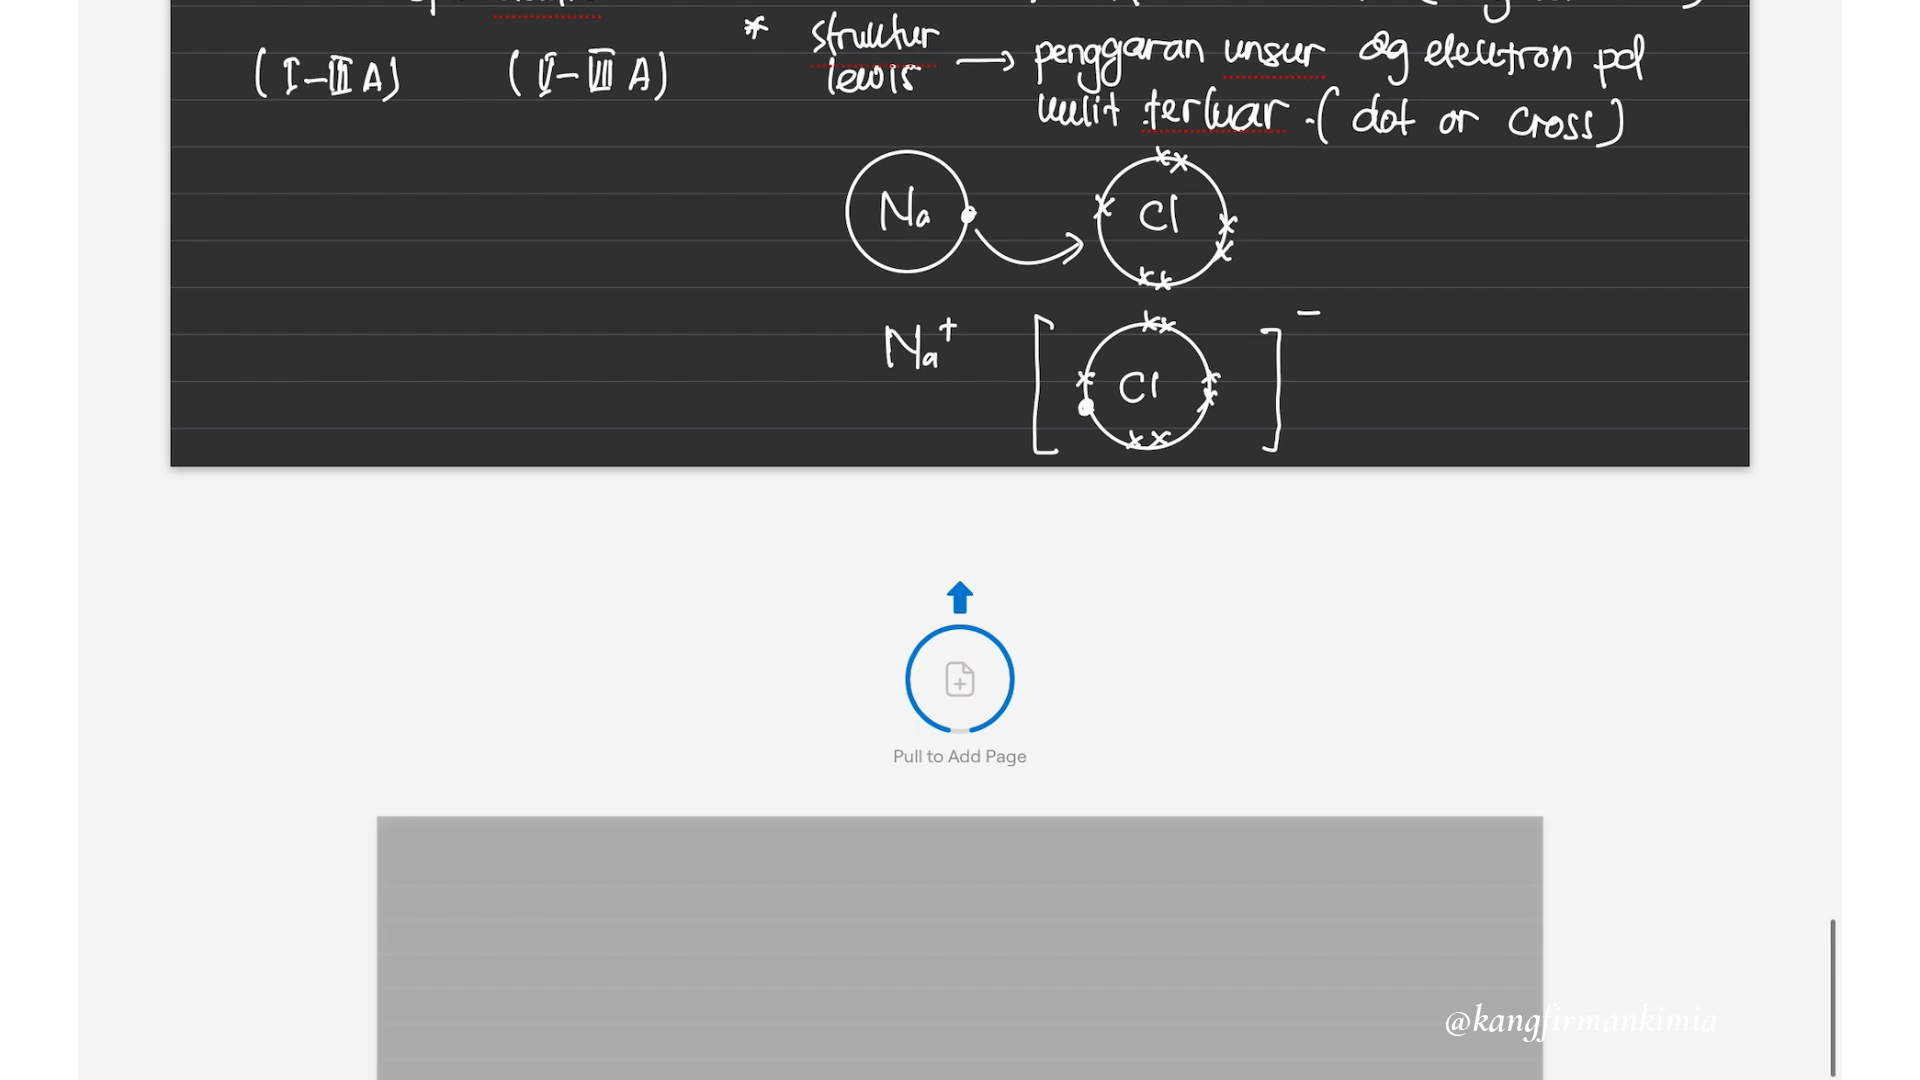 (I-III A) (V-VII A)
* struktur lewis → penggaran unsur dg electron pd
kulit terluar. (dot or cross)
Na Cl
Na+ [Cl]−
Pull to Add Page
@kangfirmankimia